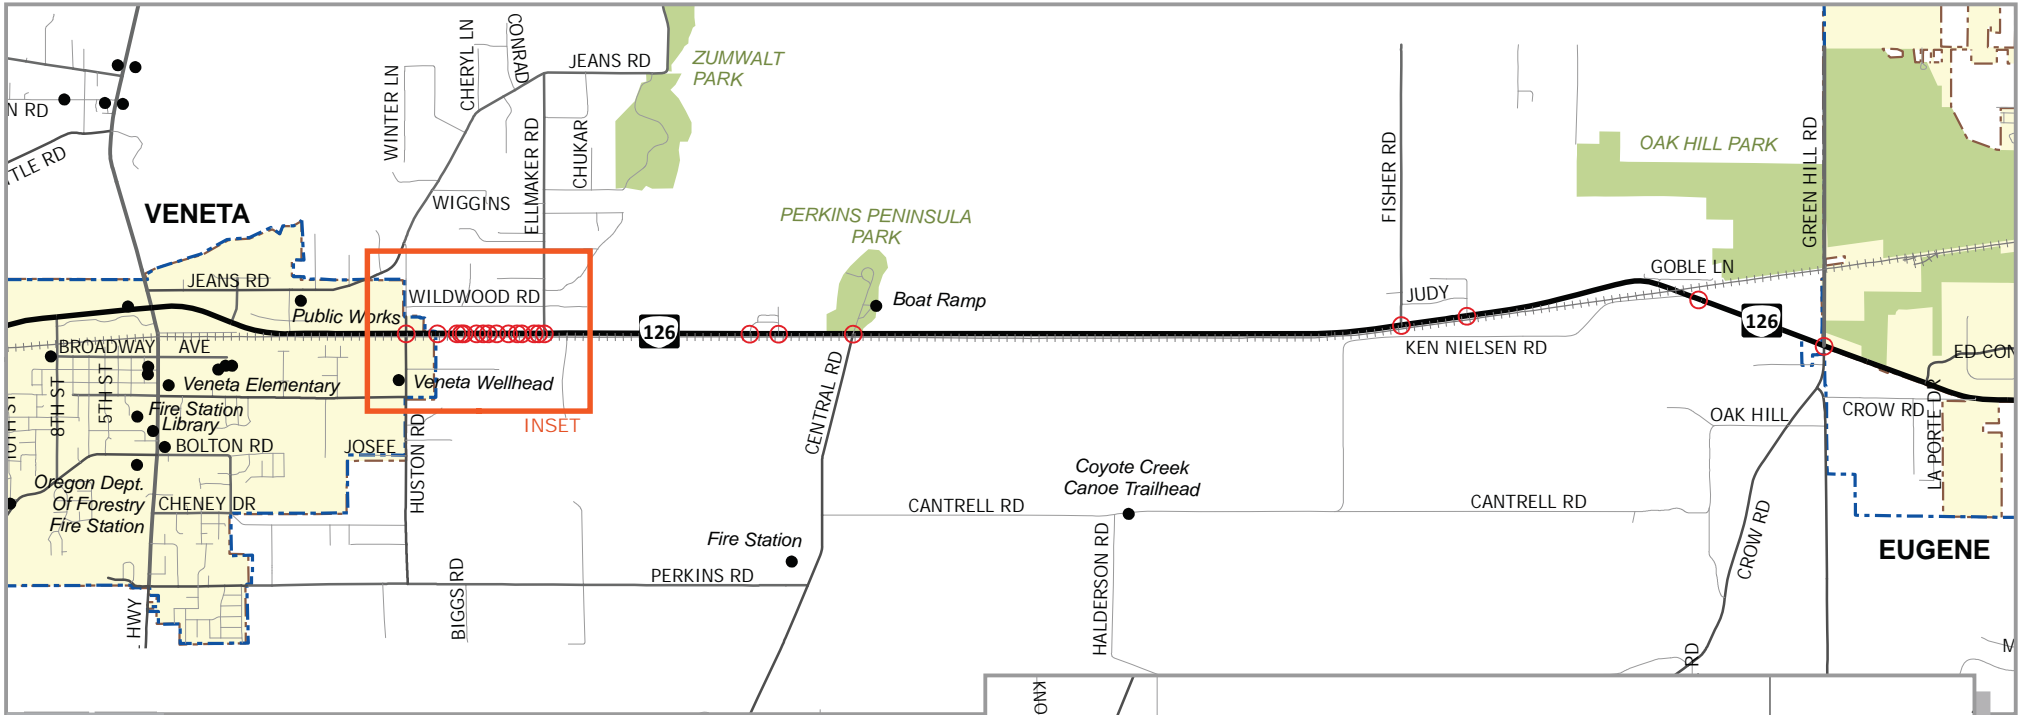 CONRAD
CHERYL LN
WINTER LN
JEANS RD
ZUMWALT
PARK
N RD
TLE RD
ELLMAKER RD
CHUKAR
FISHER RD
GREEN HILL RD
OAK HILL PARK
VENETA
WIGGINS
PERKINS PENINSULA
PARK
JEANS RD
WILDWOOD RD
Public Works
126
Boat Ramp
JUDY
GOBLE LN
126
BROADWAY AVE
KEN NIELSEN RD
ED CON
8TH ST
5TH ST
Veneta Elementary
Veneta Wellhead
Fire Station
Library
INSET
CENTRAL RD
OAK HILL
CROW RD
LA PORTE DR
BOLTON RD
JOSEE
HUSTON RD
Oregon Dept.
Of Forestry
Fire Station
CHENEY DR
Coyote Creek
Canoe Trailhead
CANTRELL RD
CANTRELL RD
CROW RD
Fire Station
HALDERSON RD
EUGENE
PERKINS RD
BIGGS RD
HWY
RD
KNO